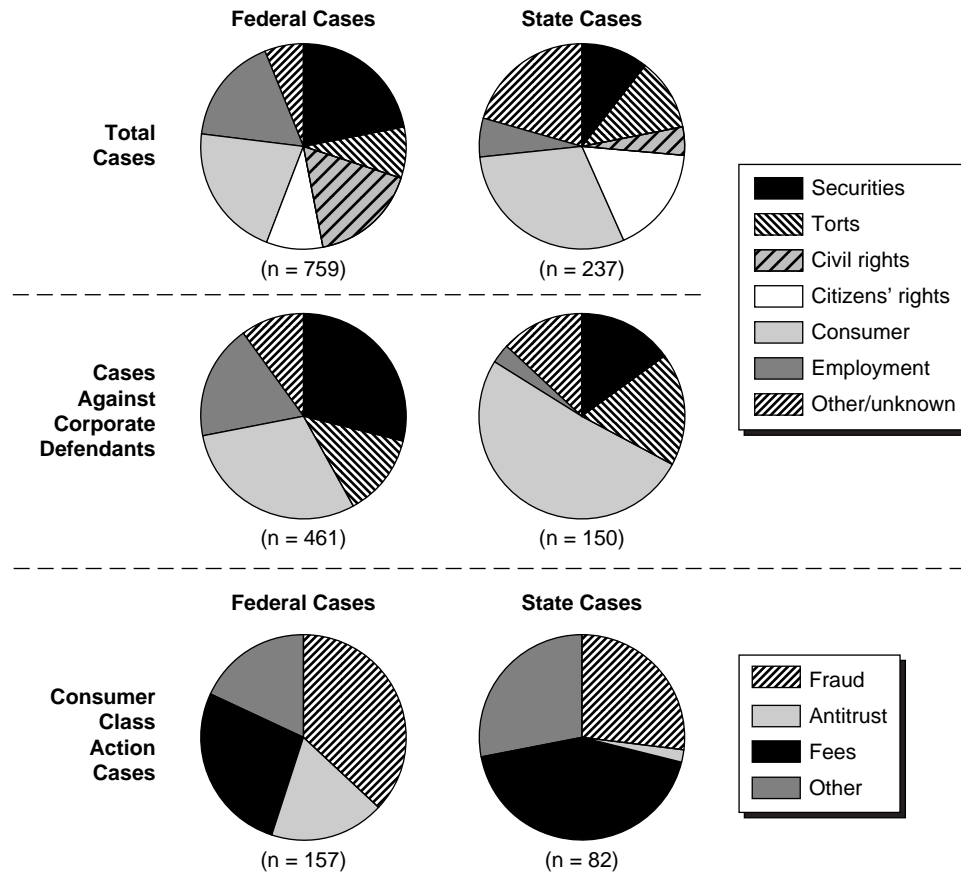 Federal Cases
State Cases
Total
Cases
(n = 759)
(n = 237)
Securities
Torts
Civil rights
Citizens’ rights
Consumer
Employment
Other/unknown
Cases
Against
Corporate
Defendants
(n = 461)
(n = 150)
Federal Cases
State Cases
Consumer
Class
Action
Cases
(n = 157)
(n = 82)
Fraud
Antitrust
Fees
Other